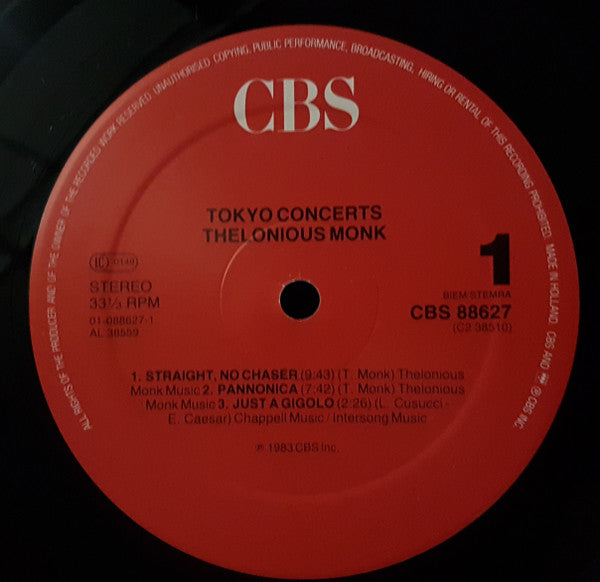 ALL RIGHTS OF THE PRODUCER AND OF THE OWNER OF THE RECORDED WORK RESERVED. UNAUTHORISED COPYING, PUBLIC PERFORMANCE, BROADCASTING, HIRING OR RENTAL OF THIS RECORDING PROHIBITED. MADE IN HOLLAND. CBS AND ℗ CBS INC.
CBS
TOKYO CONCERTS
THELONIOUS MONK
1
STEREO
33⅓ RPM
01-088627-1
AL 38559
BIEM/STEMRA
CBS 88627
(C2 38510)
1. STRAIGHT, NO CHASER (9:43) (T. Monk) Thelonious
Monk Music 2. PANNONICA (7:42) (T. Monk) Thelonious
Monk Music 3. JUST A GIGOLO (2:26) (L. Cusucci -
E. Caesar) Chappell Music / Intersong Music
℗ 1983 CBS Inc.